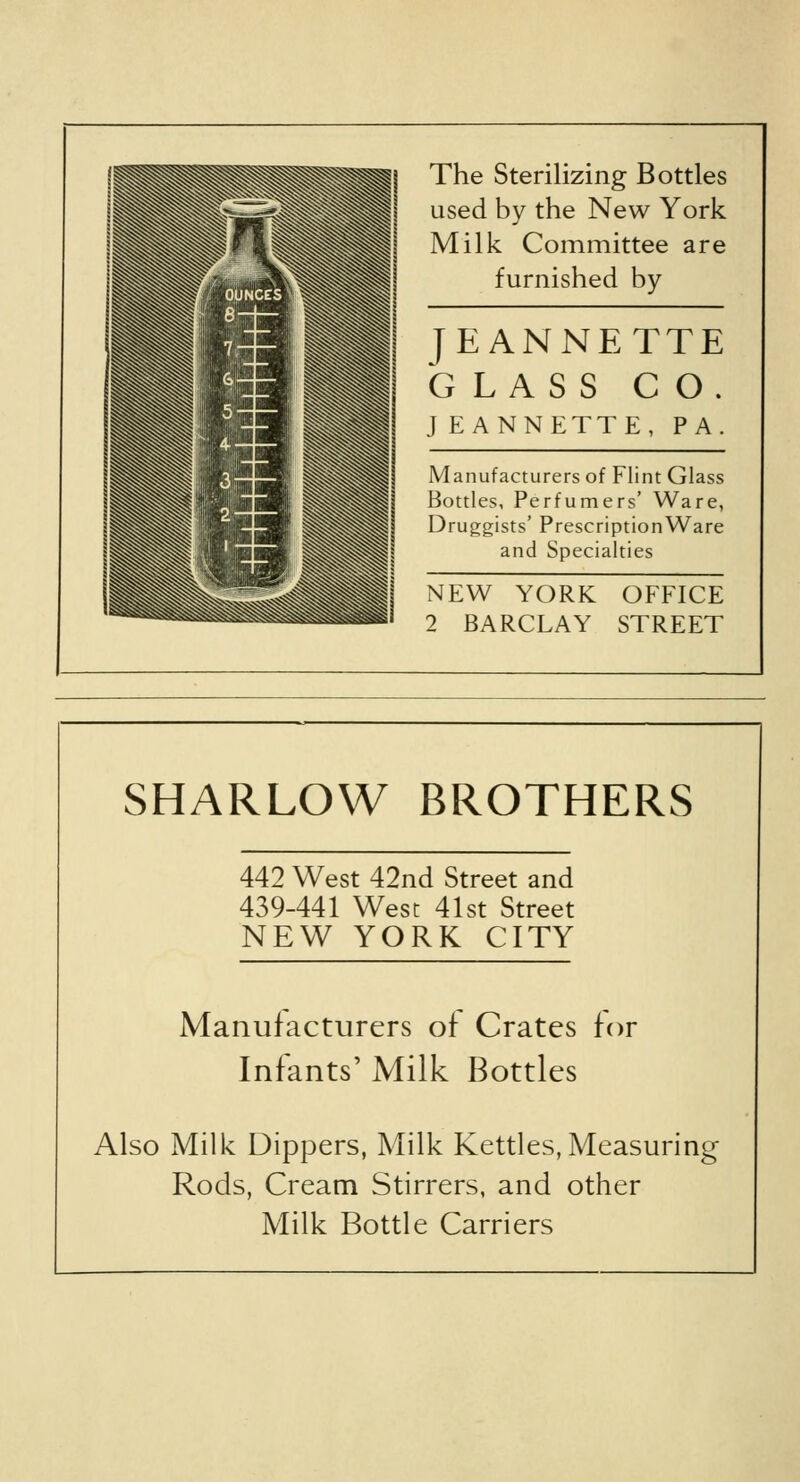 OUNCES
8
7
6
5
4
3
2
1
The Sterilizing Bottles
used by the New York
Milk Committee are
furnished by
JEANNETTE
GLASS CO.
JEANNETTE, PA.
Manufacturers of Flint Glass
Bottles, Perfumers' Ware,
Druggists' Prescription Ware
and Specialties
NEW YORK OFFICE
2 BARCLAY STREET
SHARLOW BROTHERS
442 West 42nd Street and
439-441 West 41st Street
NEW YORK CITY
Manufacturers of Crates for
Infants' Milk Bottles
Also Milk Dippers, Milk Kettles, Measuring
Rods, Cream Stirrers, and other
Milk Bottle Carriers